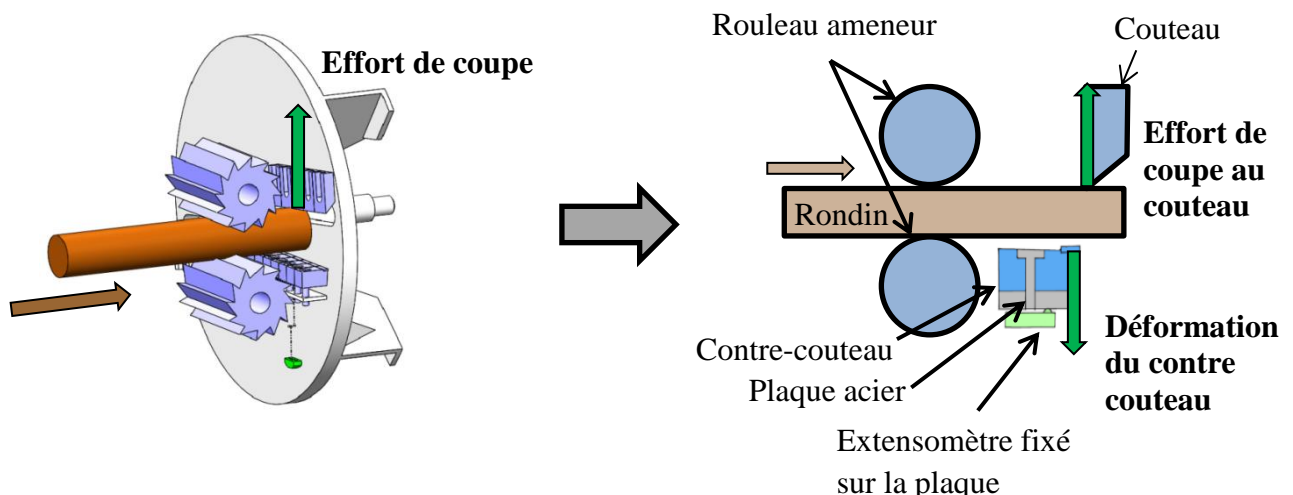 Effort de coupe
Rouleau ameneur
Couteau
Effort de
coupe au
couteau
Rondin
Contre-couteau
Plaque acier
Déformation
du contre
couteau
Extensomètre fixé
sur la plaque